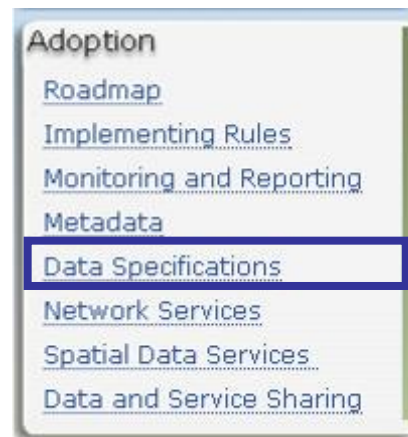 Adoption
Roadmap
Implementing Rules
Monitoring and Reporting
Metadata
Data Specifications
Network Services
Spatial Data Services
Data and Service Sharing